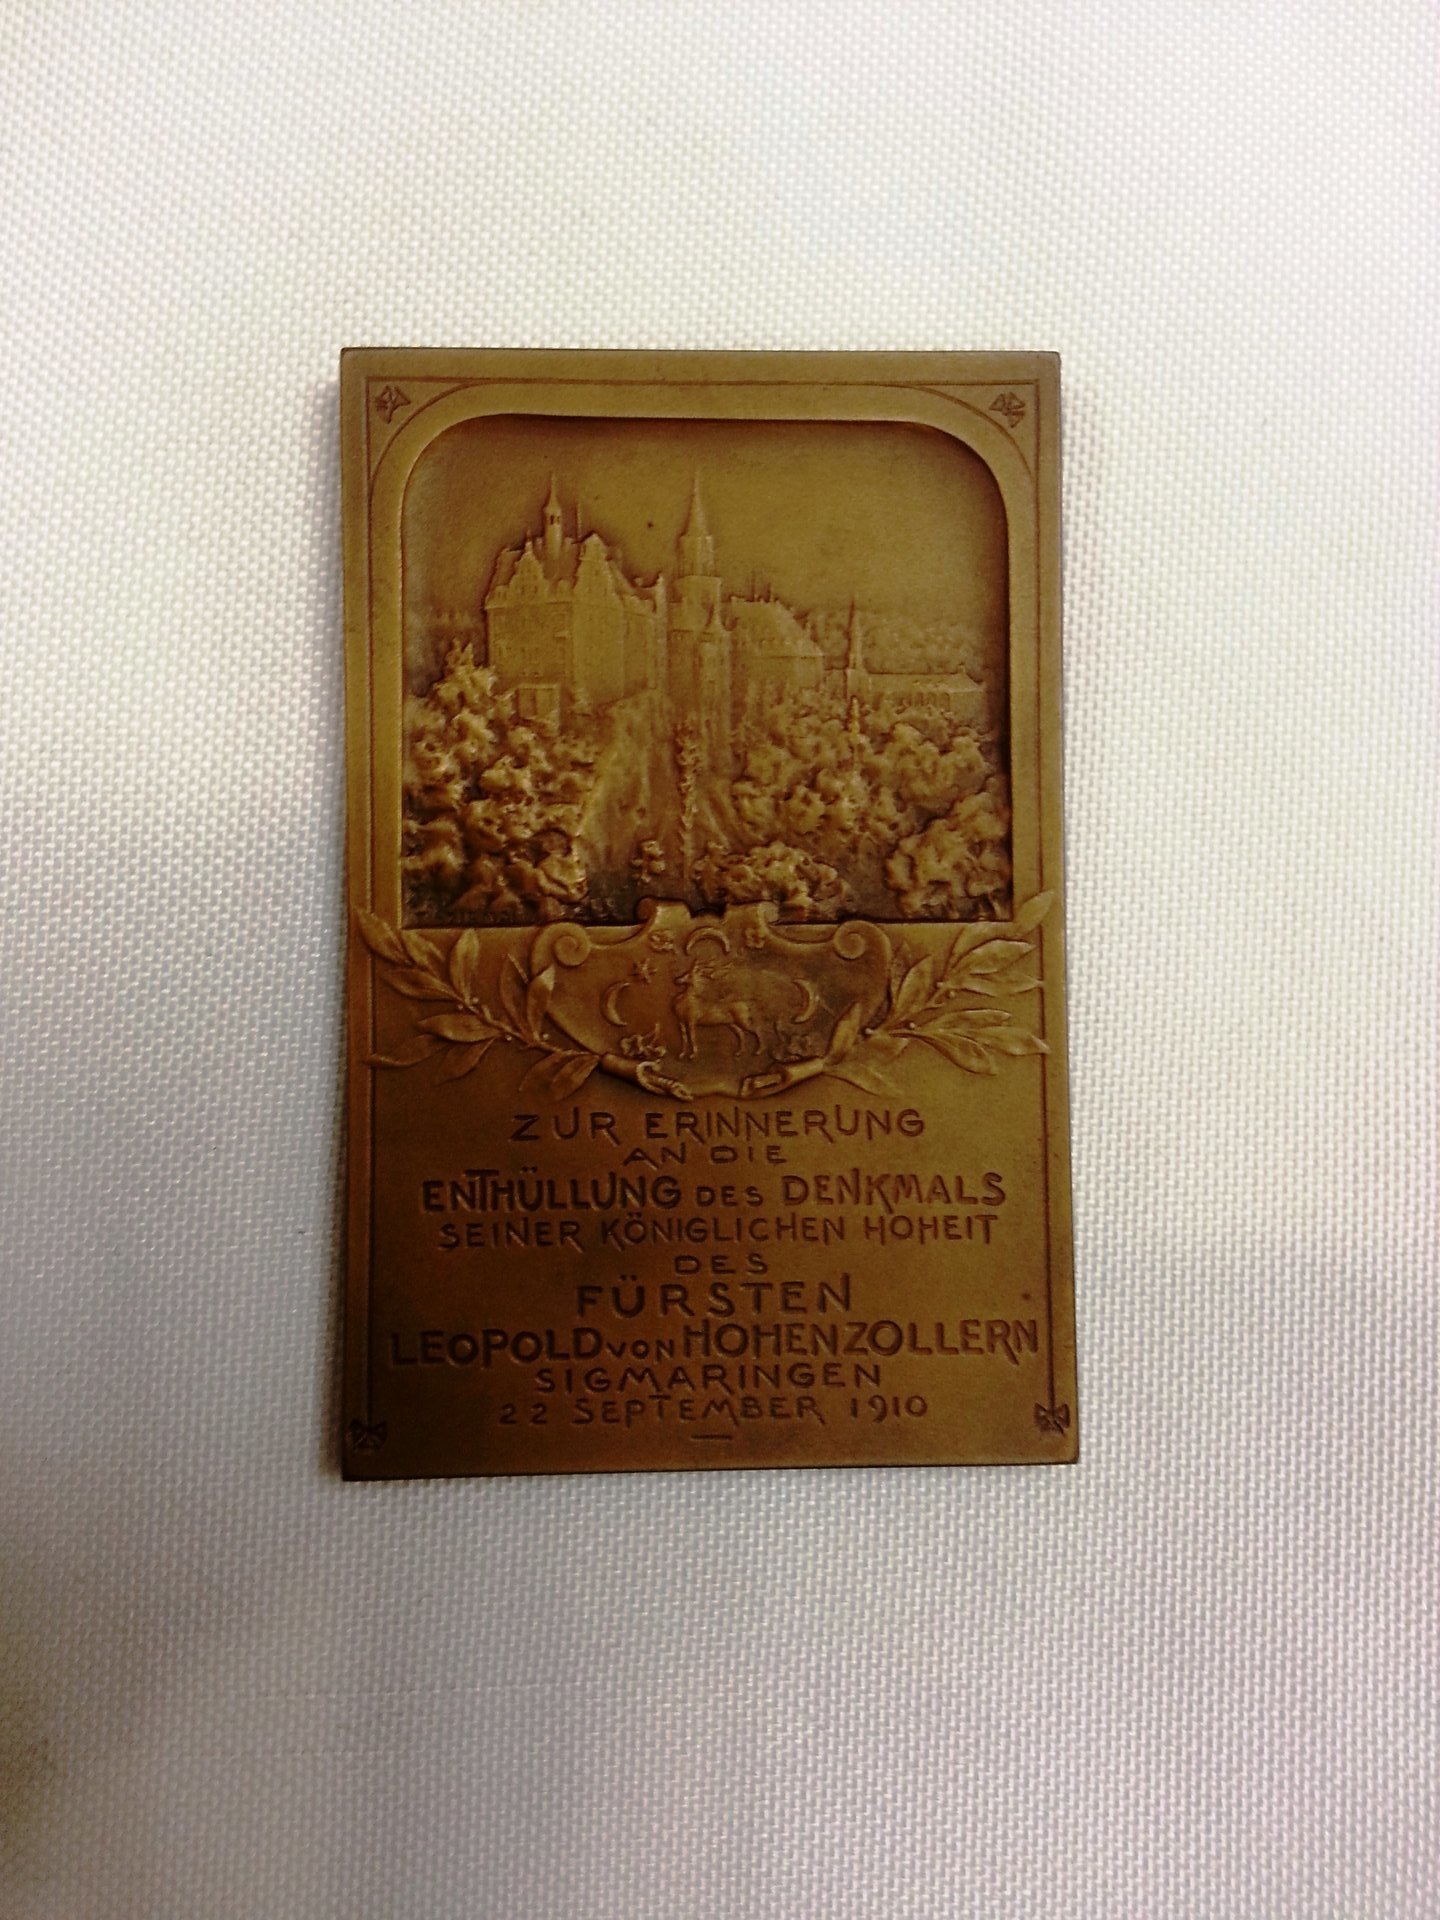 ZUR ERINNERUNG
AN DIE
ENTHÜLLUNG DES DENKMALS
SEINER KÖNIGLICHEN HOHEIT
DES
FÜRSTEN
LEOPOLD VON HOHENZOLLERN
SIGMARINGEN
22 SEPTEMBER 1910